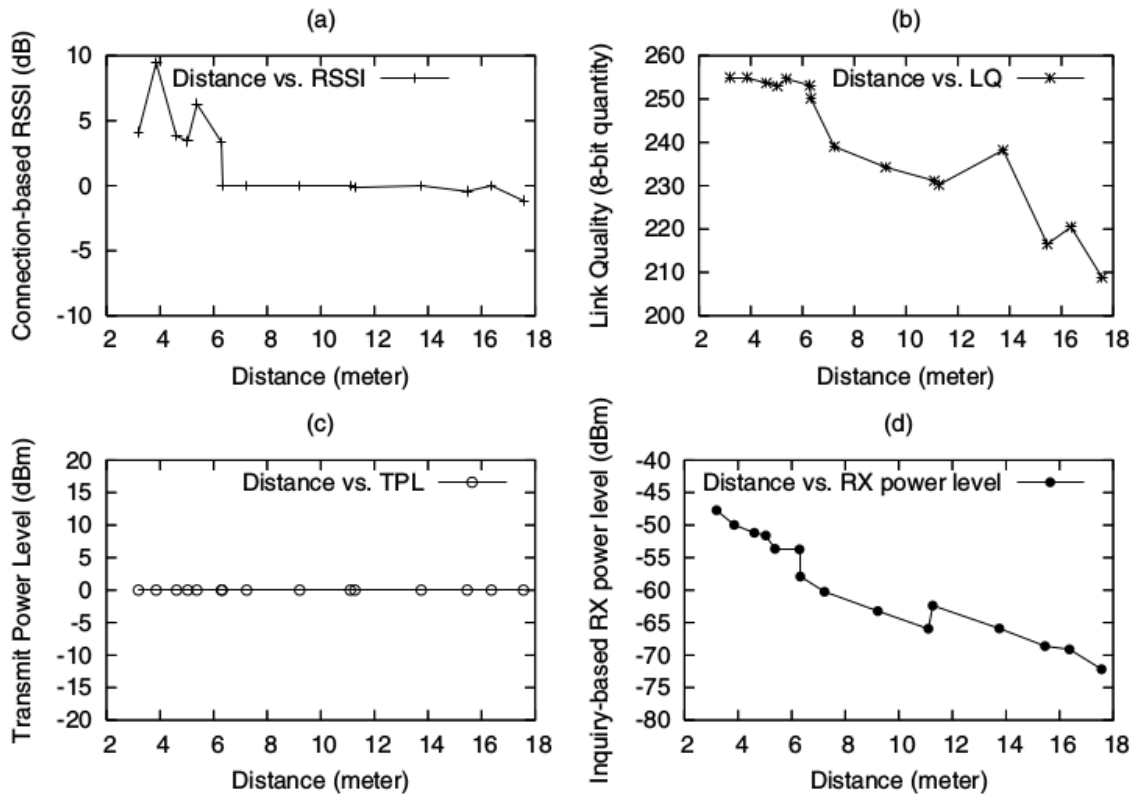 (a)
Connection-based RSSI (dB)
10
5
0
-5
-10
Distance vs. RSSI
2 4 6 8 10 12 14 16 18
Distance (meter)
(b)
Link Quality (8-bit quantity)
260
250
240
230
220
210
200
Distance vs. LQ
2 4 6 8 10 12 14 16 18
Distance (meter)
(c)
Transmit Power Level (dBm)
20
15
10
5
0
-5
-10
-15
-20
Distance vs. TPL
2 4 6 8 10 12 14 16 18
Distance (meter)
(d)
Inquiry-based RX power level (dBm)
-40
-45
-50
-55
-60
-65
-70
-75
-80
Distance vs. RX power level
2 4 6 8 10 12 14 16 18
Distance (meter)